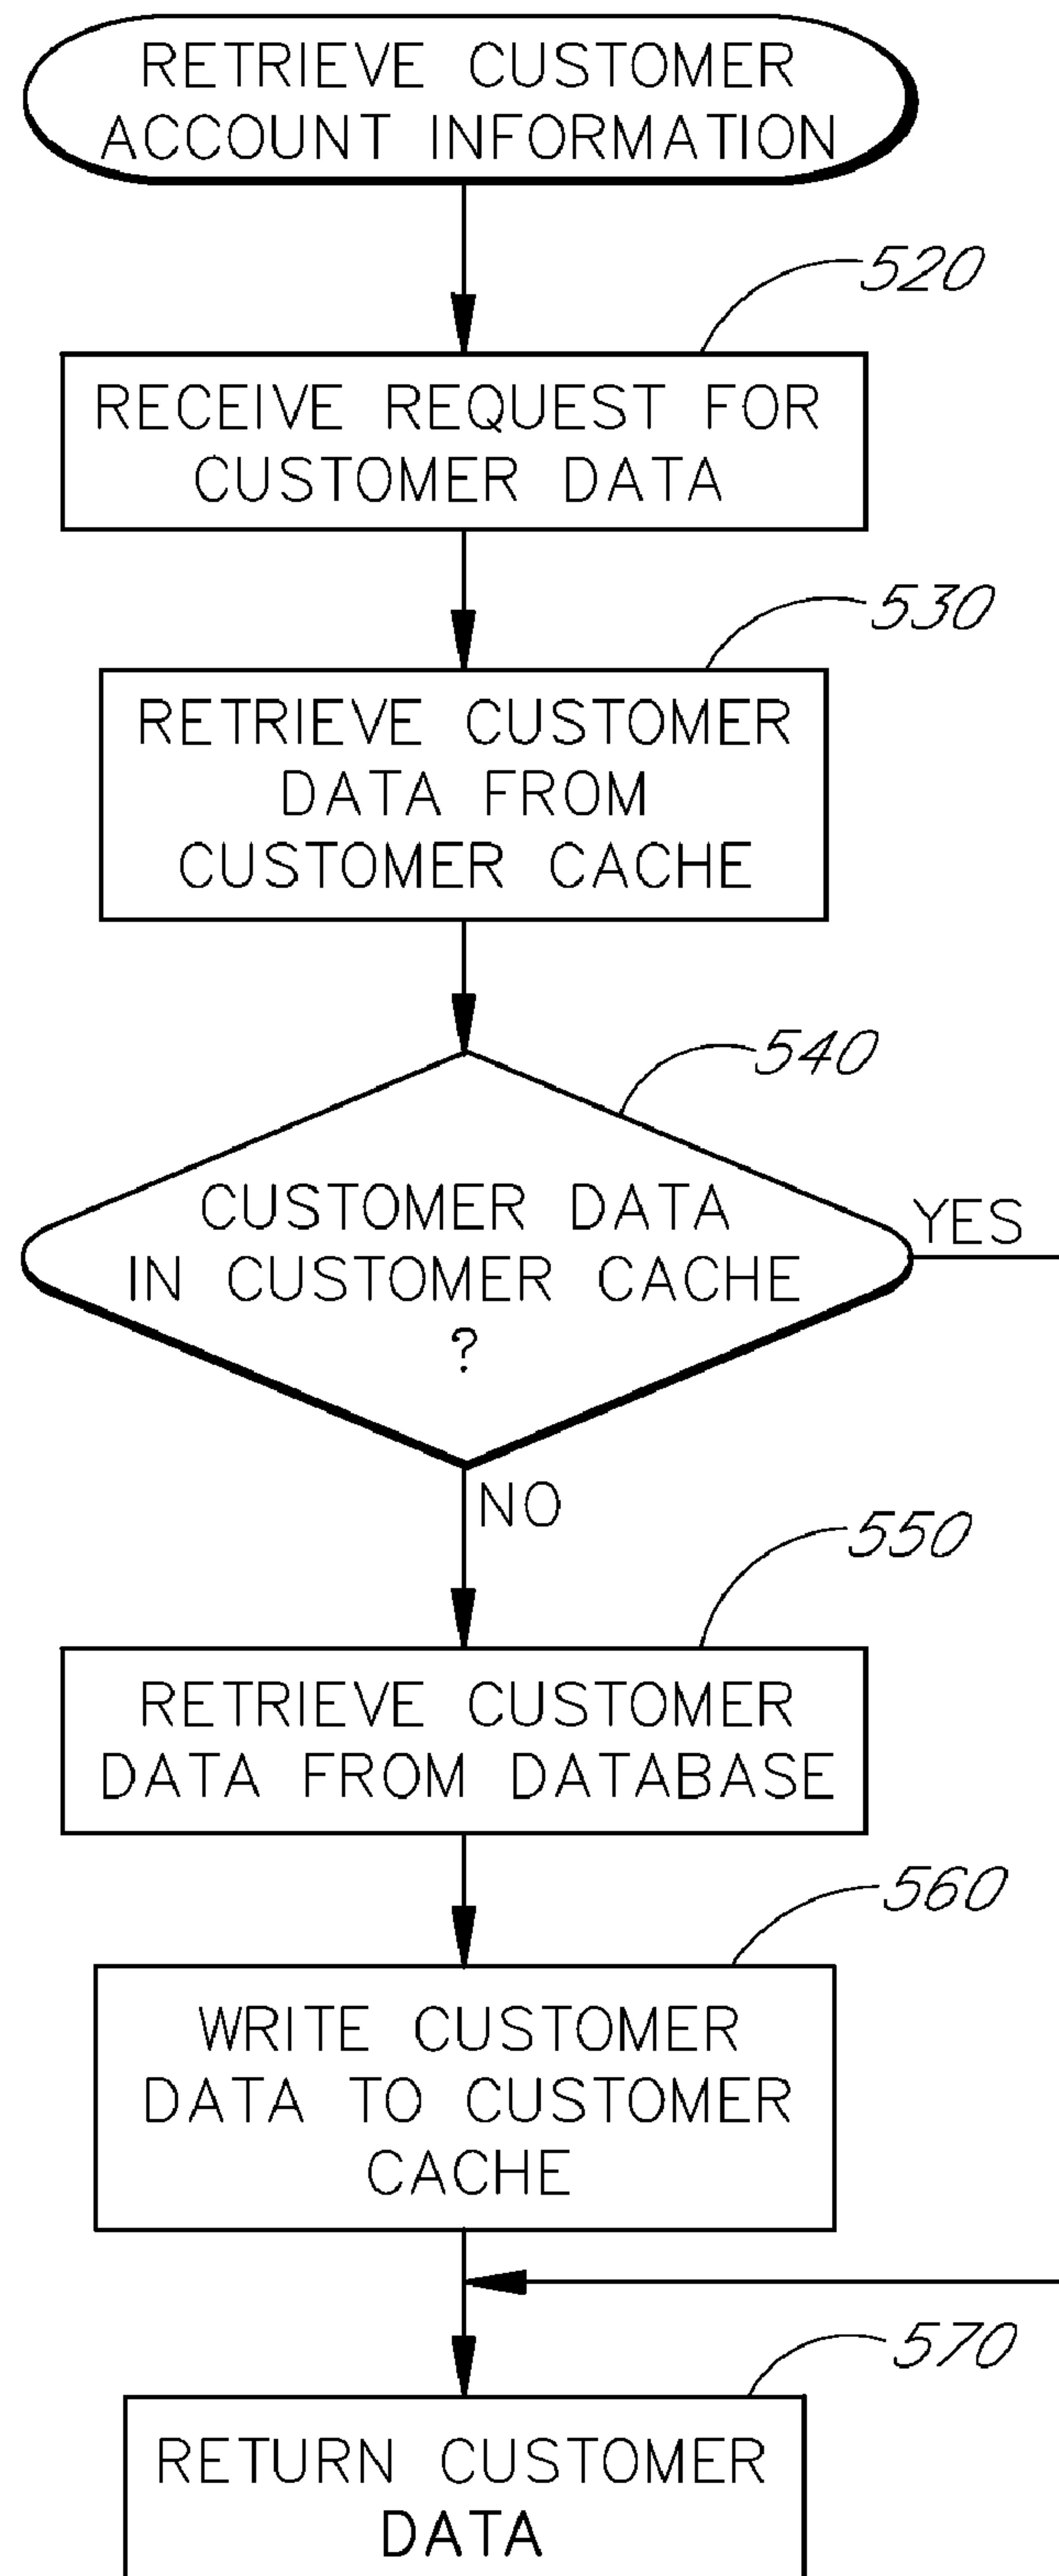 RETRIEVE CUSTOMER
ACCOUNT INFORMATION
520
RECEIVE REQUEST FOR
CUSTOMER DATA
530
RETRIEVE CUSTOMER
DATA FROM
CUSTOMER CACHE
540
CUSTOMER DATA
IN CUSTOMER CACHE
?
YES
NO
550
RETRIEVE CUSTOMER
DATA FROM DATABASE
560
WRITE CUSTOMER
DATA TO CUSTOMER
CACHE
570
RETURN CUSTOMER
DATA